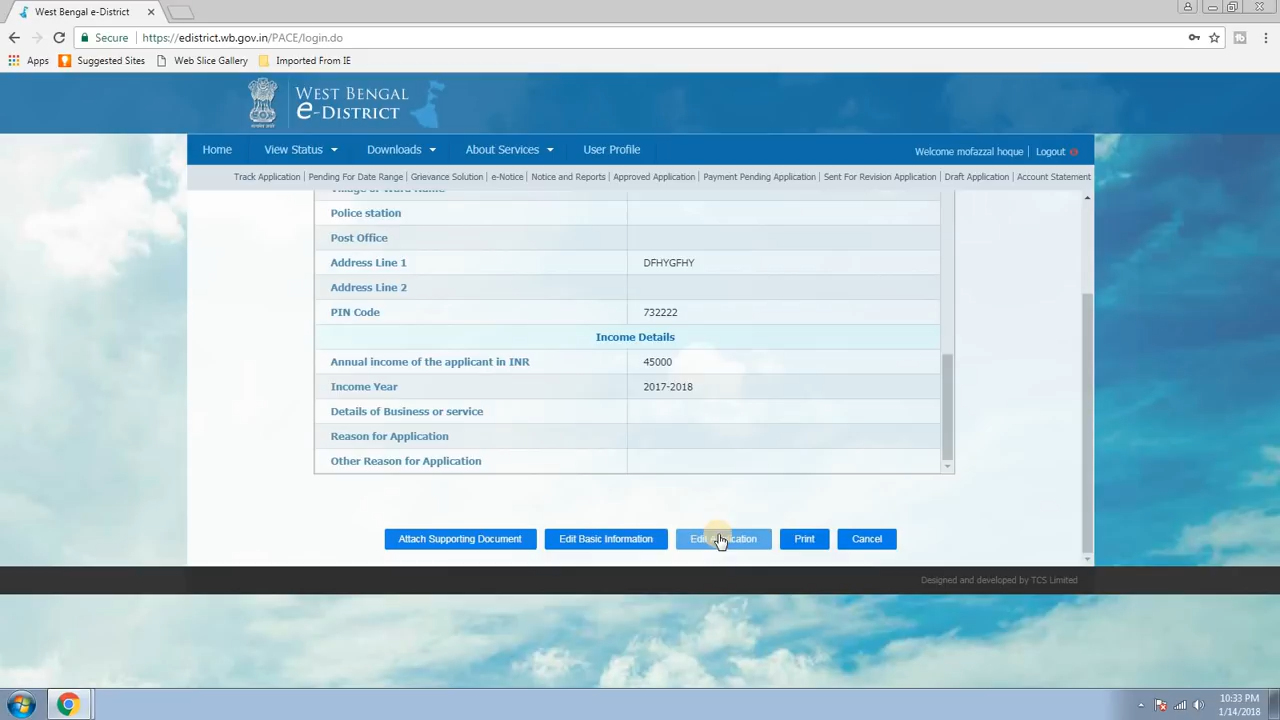 West Bengal e-District
Secure https://edistrict.wb.gov.in/PACE/login.do
Apps Suggested Sites Web Slice Gallery Imported From IE
WEST BENGAL
e-DISTRICT
Home View Status Downloads About Services User Profile Welcome mofazzal hoque Logout
Track Application Pending For Date Range Grievance Solution e-Notice Notice and Reports Approved Application Payment Pending Application Sent For Revision Application Draft Application Account Statement
Police station
Post Office
Address Line 1 DFHYGFHY
Address Line 2
PIN Code 732222
Income Details
Annual income of the applicant in INR 45000
Income Year 2017-2018
Details of Business or service
Reason for Application
Other Reason for Application
Attach Supporting Document Edit Basic Information Edit Application Print Cancel
Designed and developed by TCS Limited
10:33 PM
1/14/2018